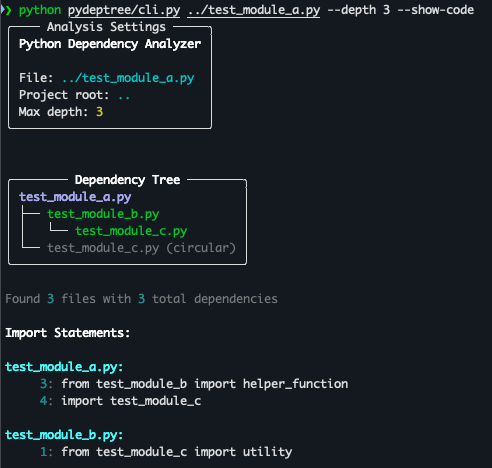 ❯ python pydeptree/cli.py ../test_module_a.py --depth 3 --show-code
Analysis Settings
Python Dependency Analyzer
File: ../test_module_a.py
Project root: ..
Max depth: 3
Dependency Tree
test_module_a.py
├── test_module_b.py
│   └── test_module_c.py
└── test_module_c.py (circular)
Found 3 files with 3 total dependencies
Import Statements:
test_module_a.py:
3: from test_module_b import helper_function
4: import test_module_c
test_module_b.py:
1: from test_module_c import utility